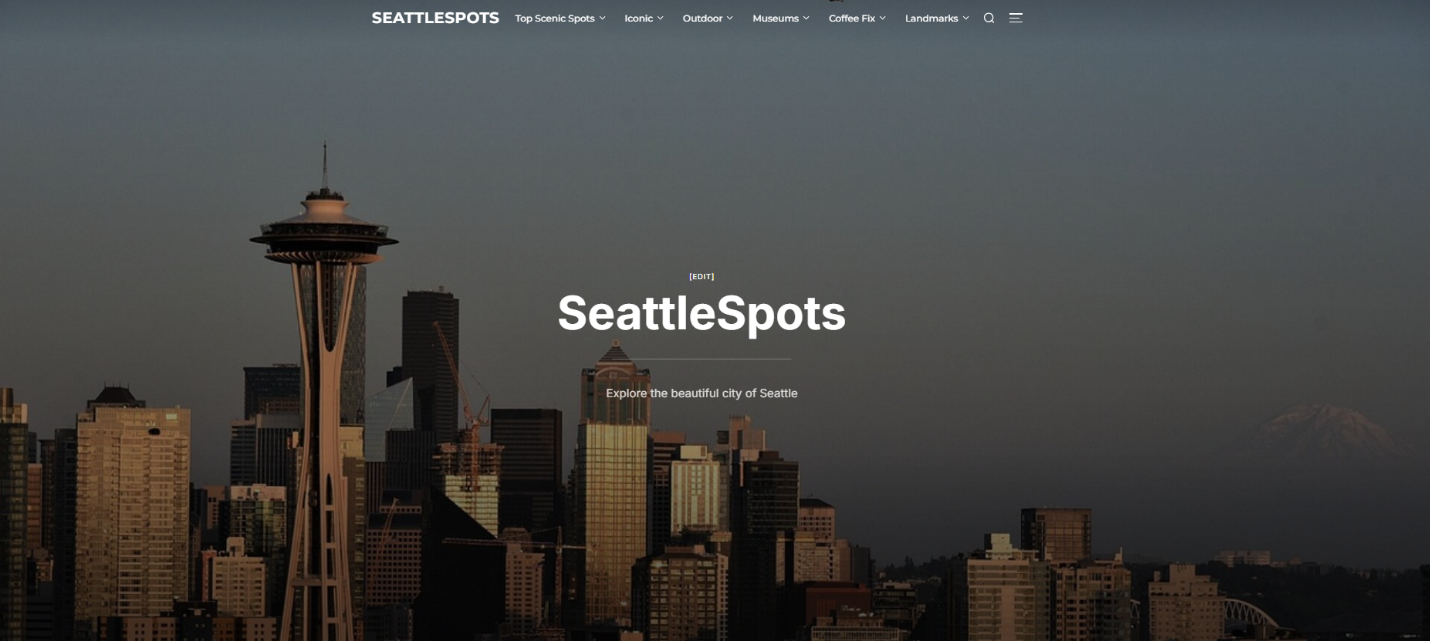 SEATTLESPOTS Top Scenic Spots Iconic Outdoor Museums Coffee Fix Landmarks
[EDIT]
SeattleSpots
Explore the beautiful city of Seattle